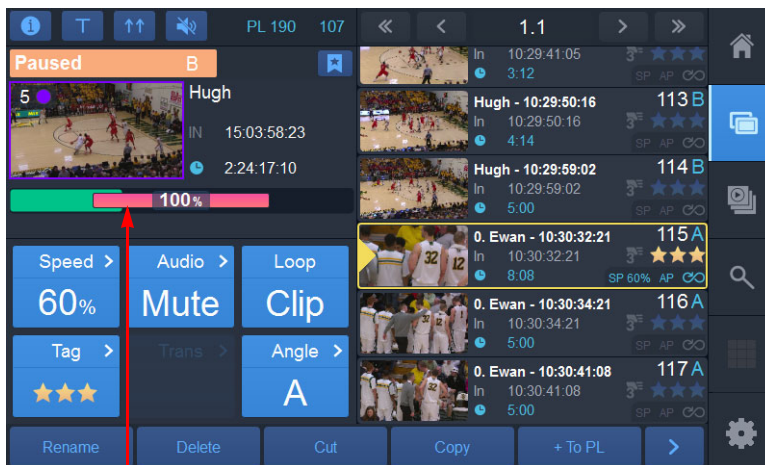 i T ↑↑ PL 190 107 « < 1.1 > »
Paused B
5 Hugh
IN 15:03:58:23
2:24:17:10
100%
Speed > Audio > Loop
60% Mute Clip
Tag > Trans > Angle >
A
In 10:29:41:05
3:12 SP AP
Hugh - 10:29:50:16 113 B
In 10:29:50:16
4:14 SP AP
Hugh - 10:29:59:02 114 B
In 10:29:59:02
5:00 SP AP
0. Ewan - 10:30:32:21 115 A
In 10:30:32:21
8:08 SP 60% AP
0. Ewan - 10:30:34:21 116 A
In 10:30:34:21
5:00 SP AP
0. Ewan - 10:30:41:08 117 A
In 10:30:41:08
5:00 SP AP
Rename Delete Cut Copy + To PL >